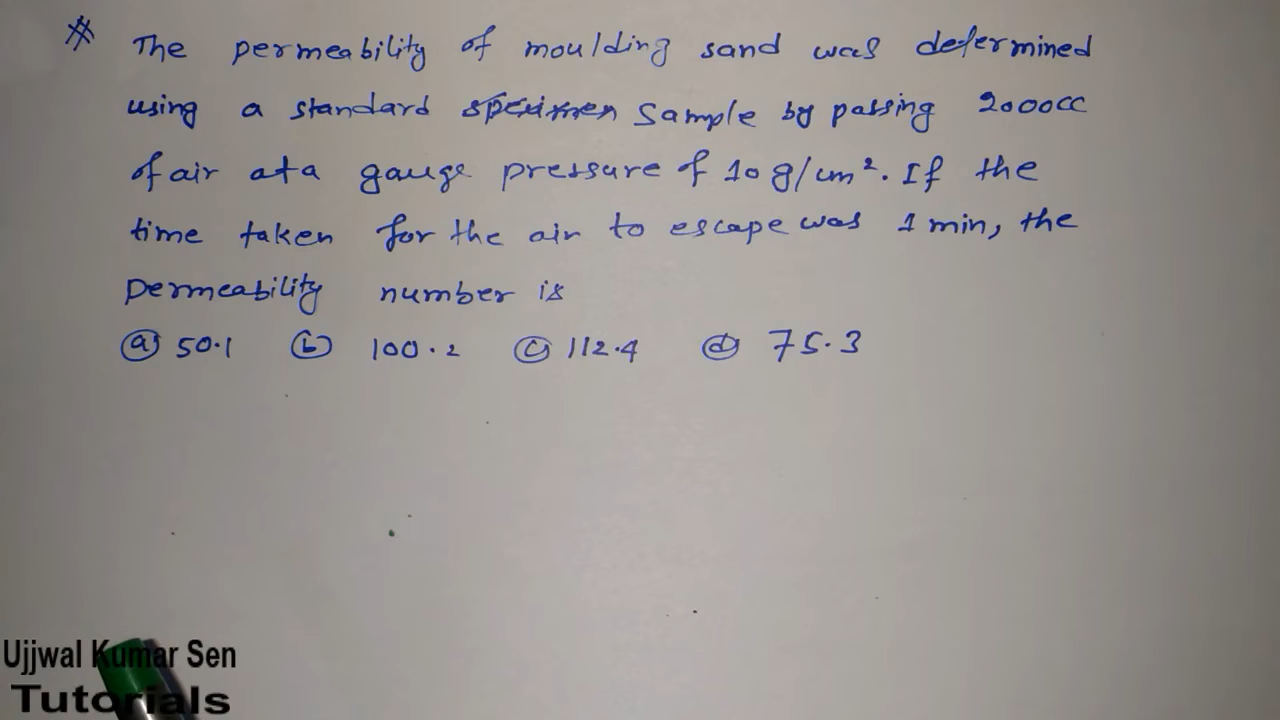 The permeability of moulding sand was determined
using a standard specimen sample by passing 2000cc
of air at a gauge pressure of 10 g/cm². If the
time taken for the air to escape was 1 min, the
permeability number is
ⓐ 50.1 ⓑ 100.2 ⓒ 112.4 ⓓ 75.3
Ujjwal Kumar Sen
Tutorials